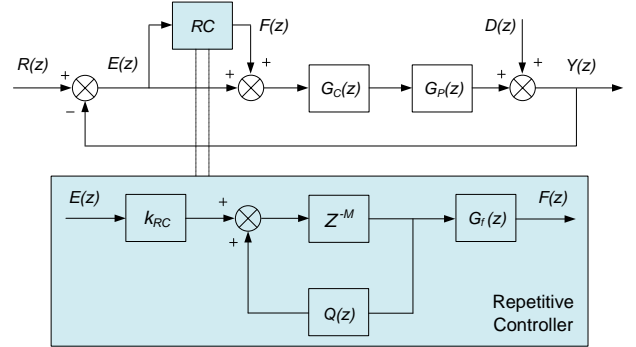 RC
F(z)
D(z)
R(z)
+
E(z)
+
+
+
+
Y(z)
−
G_C(z)
G_P(z)
E(z)
k_RC
+
+
Z^-M
G_f(z)
F(z)
Q(z)
Repetitive
Controller